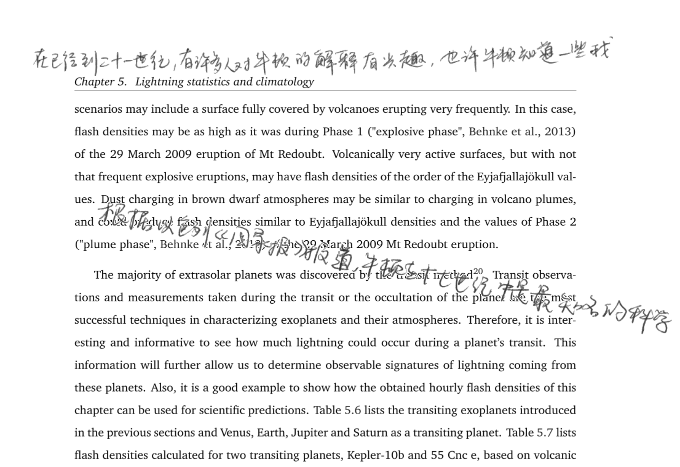 在已经到二十一世纪,有许多人对牛顿的解释有兴趣,也许牛顿知道一些我
Chapter 5. Lightning statistics and climatology
scenarios may include a surface fully covered by volcanoes erupting very frequently. In this case,
flash densities may be as high as it was during Phase 1 ("explosive phase", Behnke et al., 2013)
of the 29 March 2009 eruption of Mt Redoubt. Volcanically very active surfaces, but with not
that frequent explosive eruptions, may have flash densities of the order of the Eyjafjallajökull val-
ues. Dust charging in brown dwarf atmospheres may be similar to charging in volcano plumes,
根据以色列《国家报》的报道,牛顿在十七世纪中是最知名的科学
and could produce flash densities similar to Eyjafjallajökull densities and the values of Phase 2
("plume phase", Behnke et al., 29 March 2009 Mt Redoubt eruption.
The majority of extrasolar planets was discovered by the transit method20. Transit observa-
tions and measurements taken during the transit or the occultation of the planet are the most
successful techniques in characterizing exoplanets and their atmospheres. Therefore, it is inter-
esting and informative to see how much lightning could occur during a planet's transit. This
information will further allow us to determine observable signatures of lightning coming from
these planets. Also, it is a good example to show how the obtained hourly flash densities of this
chapter can be used for scientific predictions. Table 5.6 lists the transiting exoplanets introduced
in the previous sections and Venus, Earth, Jupiter and Saturn as a transiting planet. Table 5.7 lists
flash densities calculated for two transiting planets, Kepler-10b and 55 Cnc e, based on volcanic